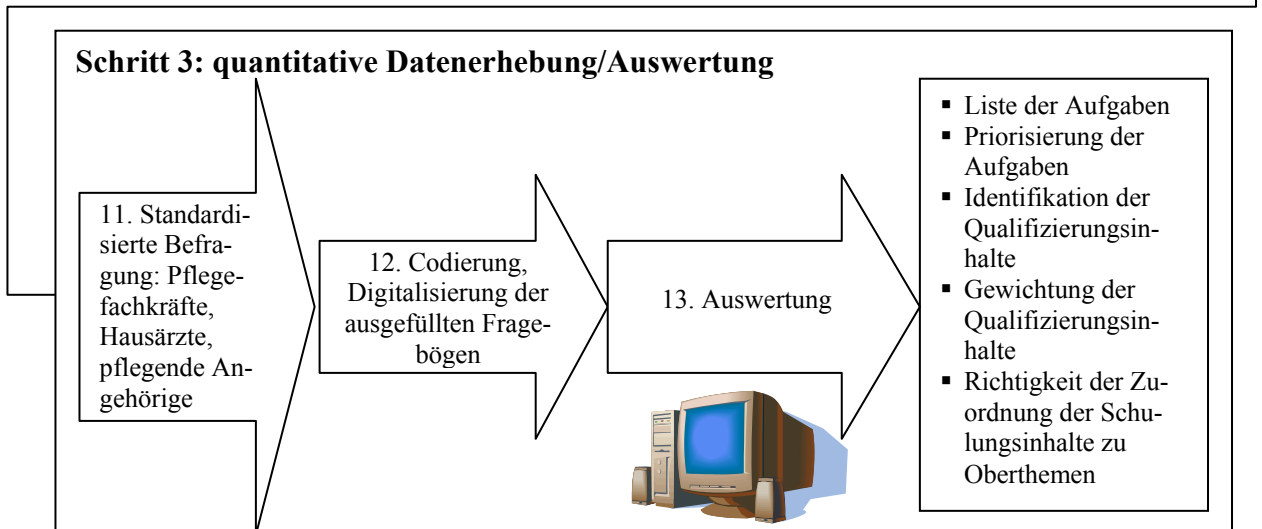 Schritt 3: quantitative Datenerhebung/Auswertung
11. Standardi-
sierte Befra-
gung: Pflege-
fachkräfte,
Hausärzte,
pflegende An-
gehörige
12. Codierung,
Digitalisierung der
ausgefüllten Frage-
bögen
13. Auswertung
▪ Liste der Aufgaben
▪ Priorisierung der
Aufgaben
▪ Identifikation der
Qualifizierungsin-
halte
▪ Gewichtung der
Qualifizierungsin-
halte
▪ Richtigkeit der Zu-
ordnung der Schu-
lungsinhalte zu
Oberthemen